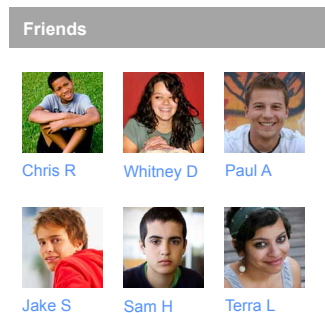 Friends
Chris R
Whitney D
Paul A
Jake S
Sam H
Terra L